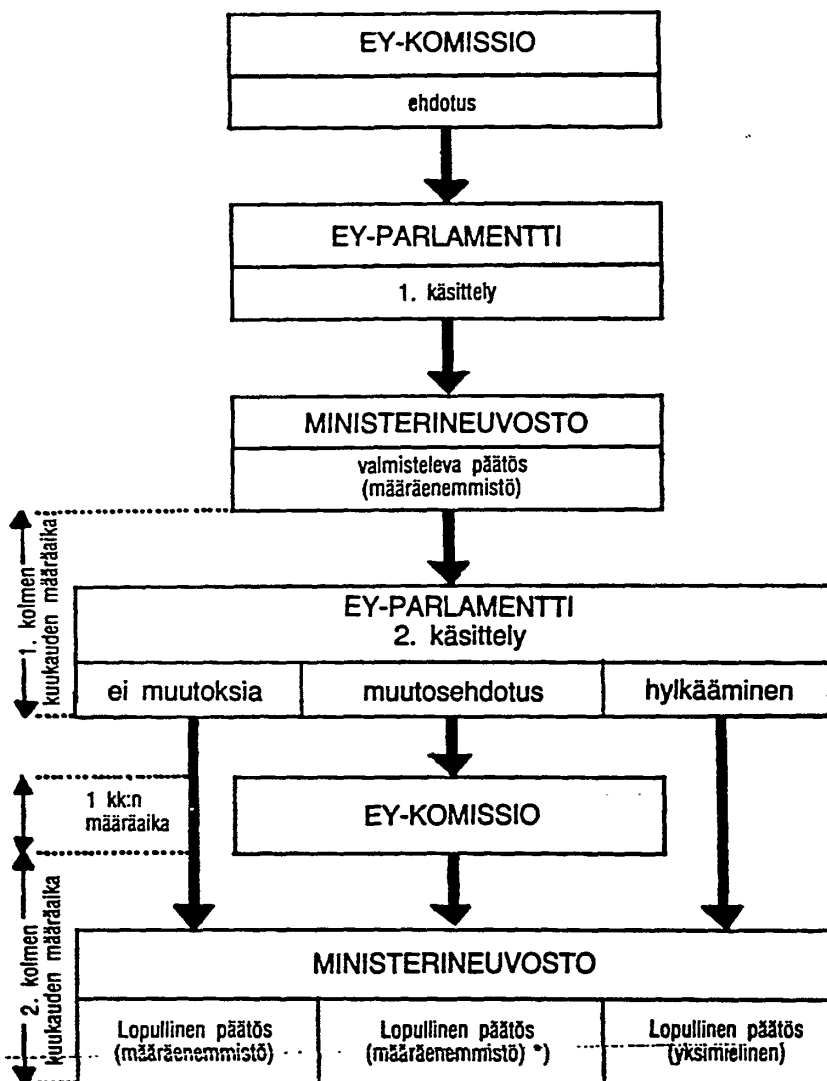 EY-KOMISSIO
ehdotus
EY-PARLAMENTTI
1. käsittely
MINISTERINEUVOSTO
valmisteleva päätös
(määräenemmistö)
1. kolmen
kuukauden määräaika
EY-PARLAMENTTI
2. käsittely
ei muutoksia
muutosehdotus
hylkääminen
1 kk:n
määräaika
EY-KOMISSIO
2. kolmen
kuukauden määräaika
MINISTERINEUVOSTO
Lopullinen päätös
(määräenemmistö)
Lopullinen päätös
(määräenemmistö) *)
Lopullinen päätös
(yksimielinen)